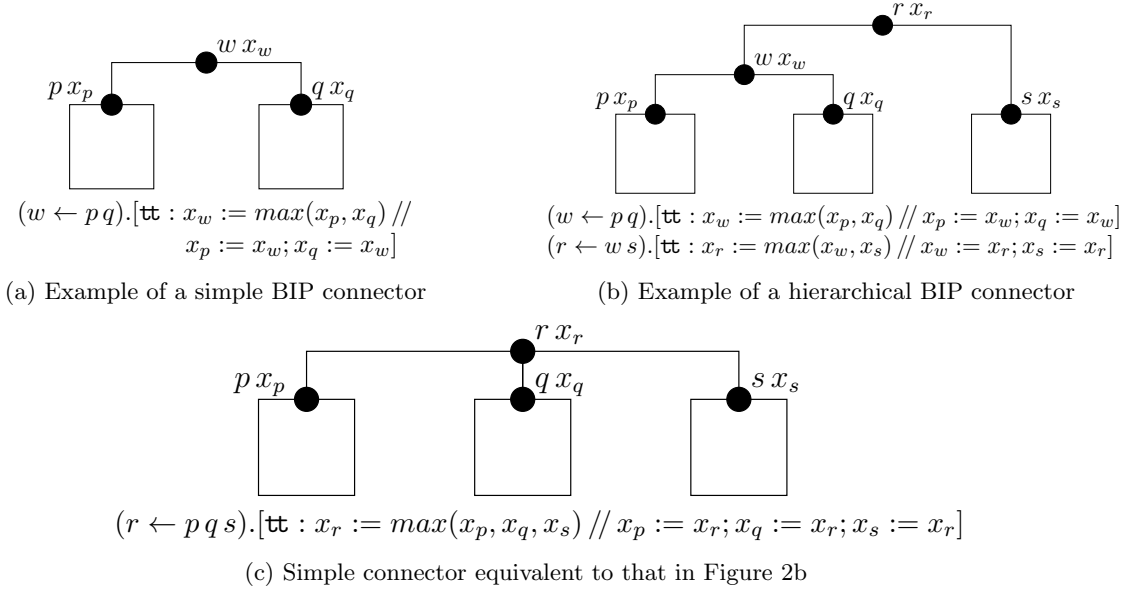 w x_w
p x_p
q x_q
(w ← p q).[tt : x_w := max(x_p, x_q) //
x_p := x_w; x_q := x_w]
(a) Example of a simple BIP connector
r x_r
w x_w
p x_p
q x_q
s x_s
(w ← p q).[tt : x_w := max(x_p, x_q) // x_p := x_w; x_q := x_w]
(r ← w s).[tt : x_r := max(x_w, x_s) // x_w := x_r; x_s := x_r]
(b) Example of a hierarchical BIP connector
r x_r
p x_p
q x_q
s x_s
(r ← p q s).[tt : x_r := max(x_p, x_q, x_s) // x_p := x_r; x_q := x_r; x_s := x_r]
(c) Simple connector equivalent to that in Figure 2b